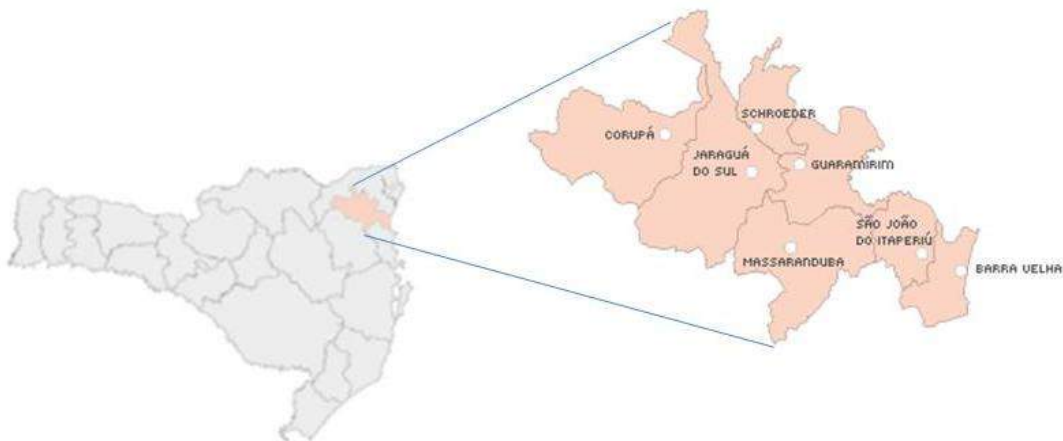 SCHROEDER
CORUPÁ
JARAGUÁ
DO SUL
GUARAMIRIM
SÃO JOÃO
DO ITAPERIÚ
MASSARANDUBA
BARRA VELHA